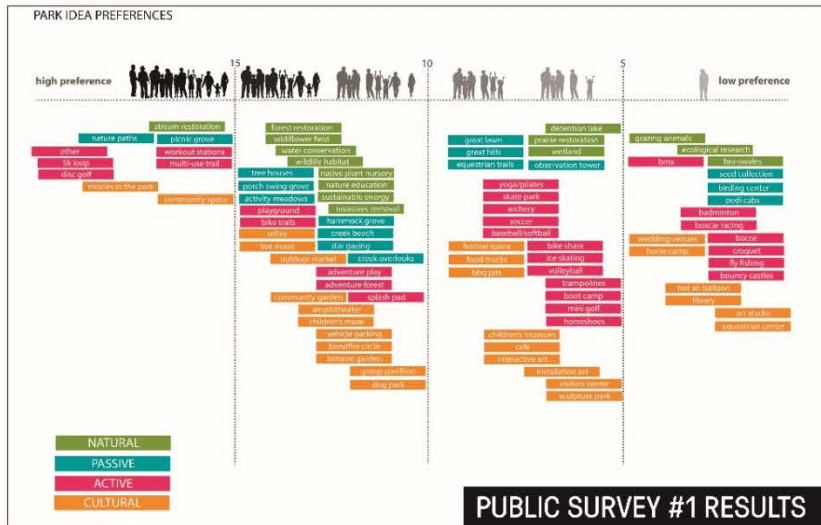 PARK IDEA PREFERENCES
15
10
5
high preference
low preference
stream restoration
nature paths
picnic grove
other
workout stations
5k loop
multi-use trail
disc golf
movies in the park
community space
forest restoration
wildflower field
water conservation
wildlife habitat
tree houses
native plant nursery
porch swing grove
nature education
activity meadows
sustainable energy
playground
invasives removal
bike trails
hammock grove
other
creek beach
live music
star gazing
outdoor market
creek overlooks
adventure play
adventure forest
community garden
splash pad
ampitheater
children's maze
vehicle parking
bondfire circle
botanic garden
group pavillion
dog park
detention lake
great lawn
prairie restoration
great hills
wetland
equestrian trails
observation tower
yoga/pilates
skate park
archery
soccer
baseball/softball
festival space
bike share
food trucks
ice skating
bbq pits
volleyball
trampolines
boot camp
mini golf
horseshoes
children's museum
cafe
interactive art
installation art
visitors center
sculpture park
grazing animals
ecological research
bmx
bio-swales
seed collection
birding center
pedi cabs
badminton
boxcar racing
wedding venues
bocce
horse camp
croquet
fly fishing
bouncy castles
hot air balloon
library
art studio
equestrian center
NATURAL
PASSIVE
ACTIVE
CULTURAL
PUBLIC SURVEY #1 RESULTS